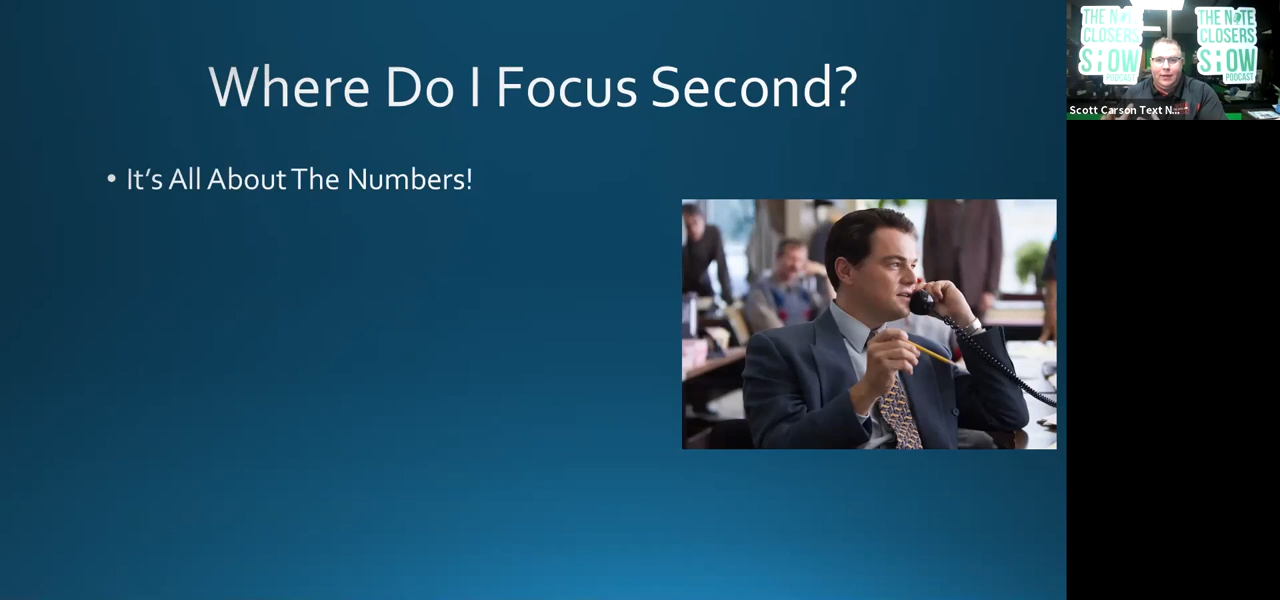 Where Do I Focus Second?
• It's All About The Numbers!
THE NOTE
CLOSERS
SHOW
PODCAST
THE NOTE
CLOSERS
SHOW
PODCAST
Scott Carson Text N...